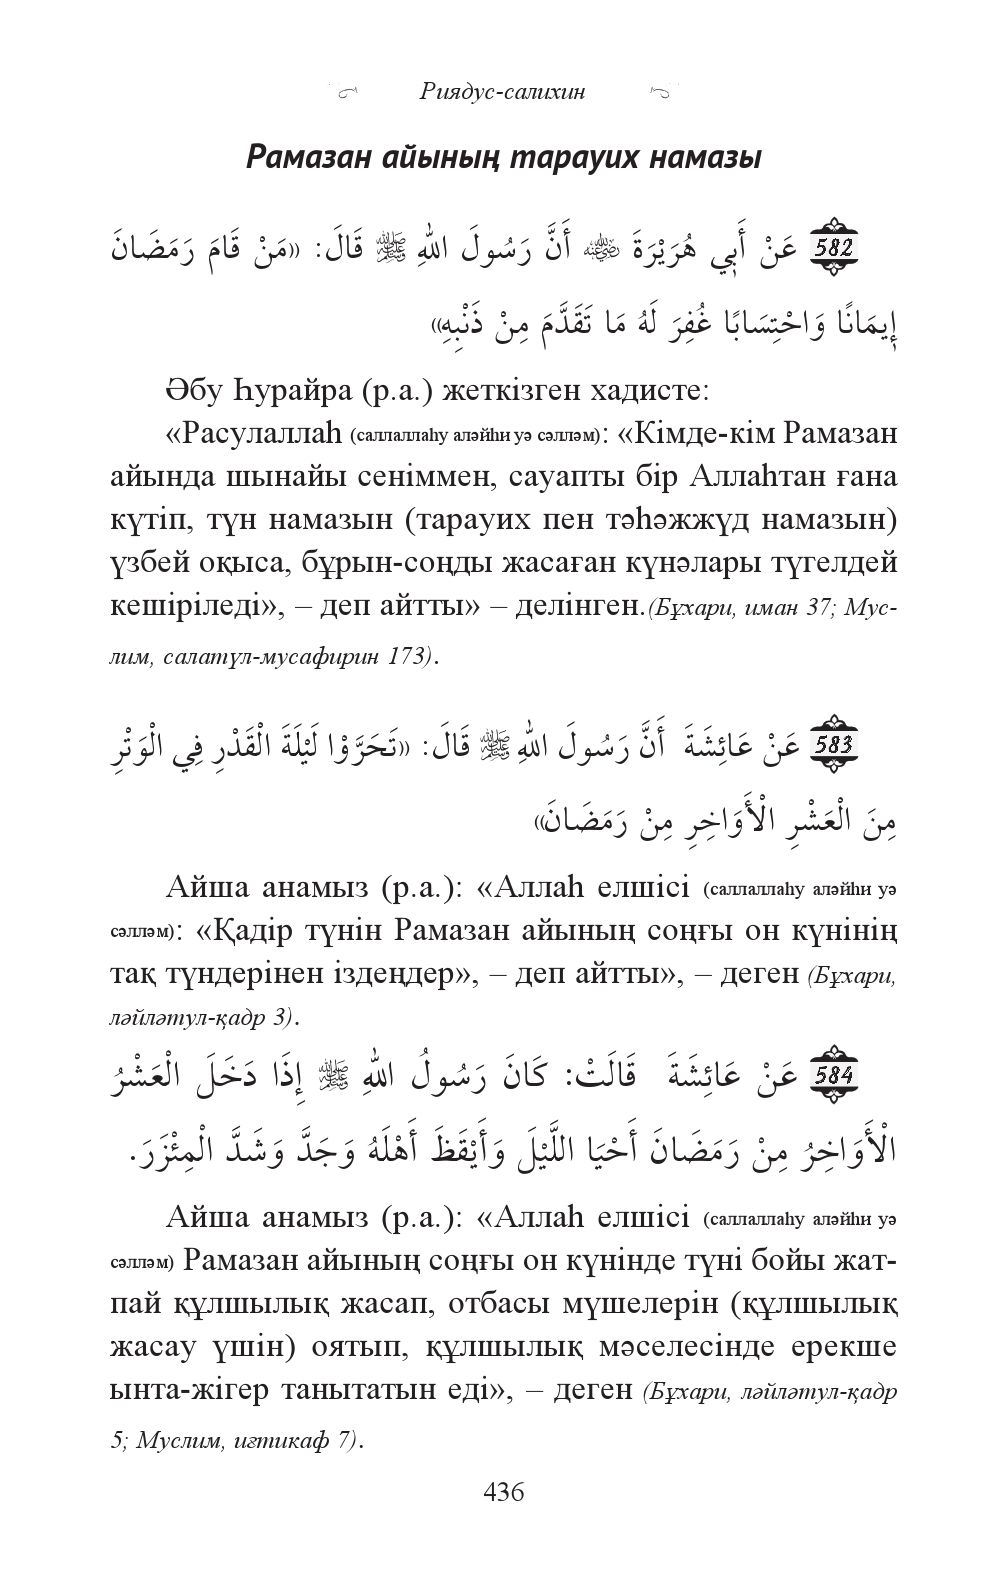 Риядус-салихин
Рамазан айының тарауих намазы
582 عَنْ أَبِي هُرَيْرَةَ ﵁ أَنَّ رَسُولَ اللهِ ﷺ قَالَ: «مَنْ قَامَ رَمَضَانَ
إِيمَانًا وَاحْتِسَابًا غُفِرَ لَهُ مَا تَقَدَّمَ مِنْ ذَنْبِهِ»
Әбу Һурайра (р.а.) жеткізген хадисте:
«Расулаллаһ (саллаллаһу аләйһи уә сәлләм): «Кімде-кім Рамазан
айында шынайы сеніммен, сауапты бір Аллаһтан ғана
күтіп, түн намазын (тарауих пен тәһәжжүд намазын)
үзбей оқыса, бұрын-соңды жасаған күнәлары түгелдей
кешіріледі», – деп айтты» – делінген.(Бұхари, иман 37; Мус-
лим, салатүл-мусафирин 173).
583 عَنْ عَائِشَةَ أَنَّ رَسُولَ اللهِ ﷺ قَالَ: «تَحَرَّوْا لَيْلَةَ الْقَدْرِ فِي الْوَتْرِ
مِنَ الْعَشْرِ الْأَوَاخِرِ مِنْ رَمَضَانَ»
Айша анамыз (р.а.): «Аллаһ елшісі (саллаллаһу аләйһи уә
сәлләм): «Қадір түнін Рамазан айының соңғы он күнінің
тақ түндерінен іздеңдер», – деп айтты», – деген (Бұхари,
ләйләтул-қадр 3).
584 عَنْ عَائِشَةَ قَالَتْ: كَانَ رَسُولُ اللهِ ﷺ إِذَا دَخَلَ الْعَشْرُ
الْأَوَاخِرُ مِنْ رَمَضَانَ أَحْيَا اللَّيْلَ وَأَيْقَظَ أَهْلَهُ وَجَدَّ وَشَدَّ الْمِئْزَرَ.
Айша анамыз (р.а.): «Аллаһ елшісі (саллаллаһу аләйһи уә
сәлләм) Рамазан айының соңғы он күнінде түні бойы жат-
пай құлшылық жасап, отбасы мүшелерін (құлшылық
жасау үшін) оятып, құлшылық мәселесінде ерекше
ынта-жігер танытатын еді», – деген (Бұхари, ләйләтул-қадр
5; Муслим, иғтикаф 7).
436